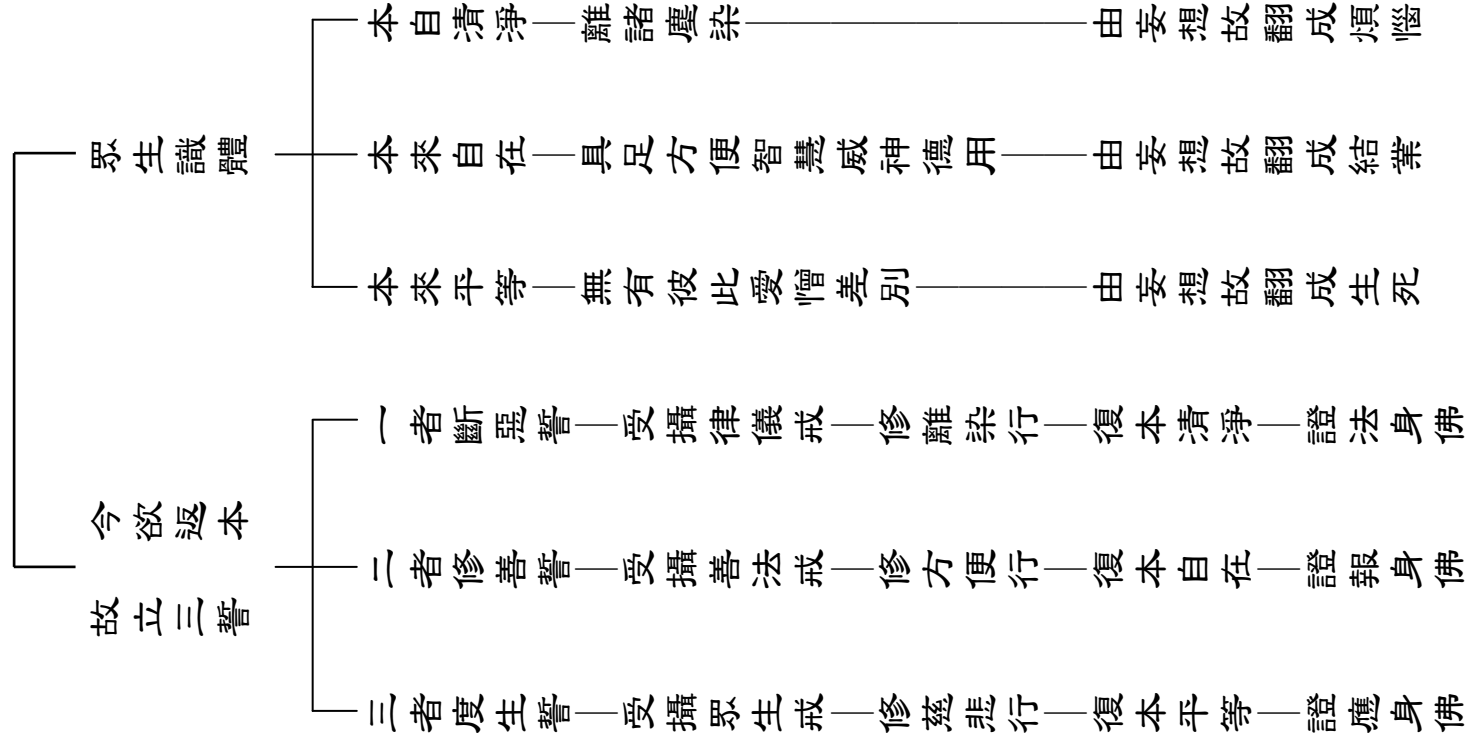 眾生識體
本自清淨—離諸塵染—由妄想故翻成煩惱
本來自在—具足方便智慧威神德用—由妄想故翻成結業
本來平等—無有彼此愛憎差別—由妄想故翻成生死
今欲返本
故立三誓
一者斷惡誓—受攝律儀戒—修離染行—復本清淨—證法身佛
二者修善誓—受攝善法戒—修方便行—復本自在—證報身佛
三者度生誓—受攝眾生戒—修慈悲行—復本平等—證應身佛